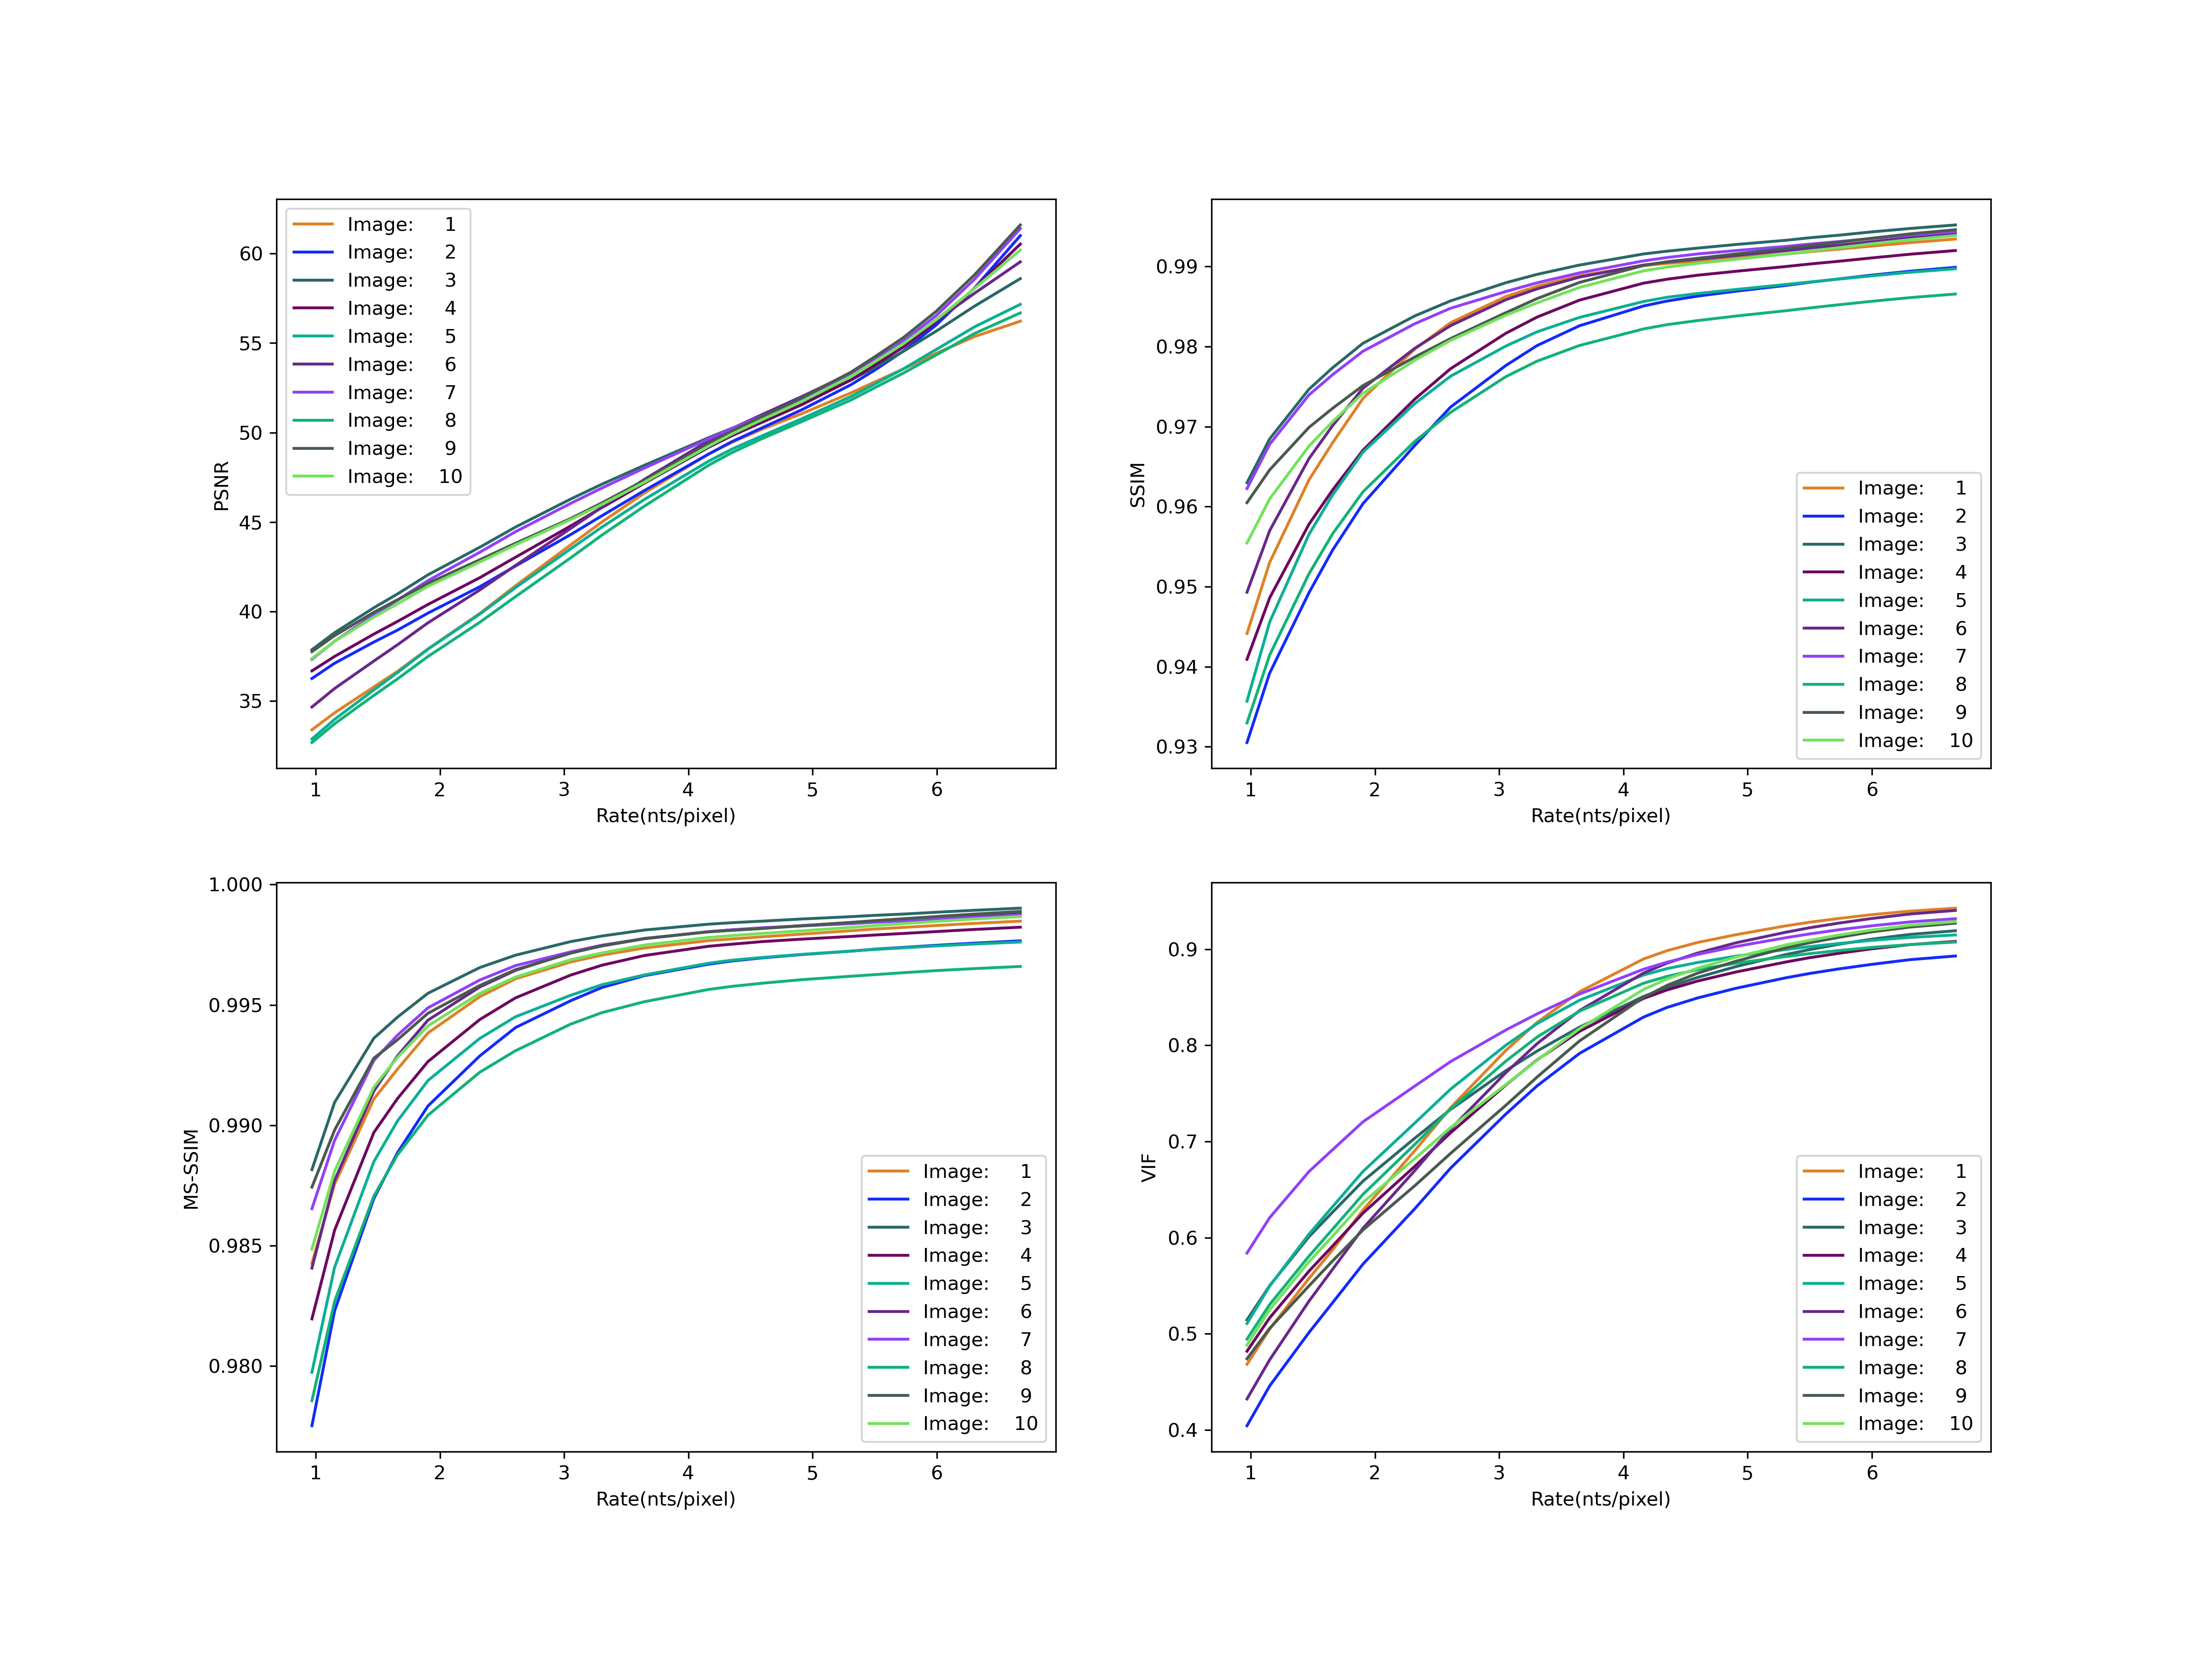 60
55
50
45
40
35
PSNR
Image: 1
Image: 2
Image: 3
Image: 4
Image: 5
Image: 6
Image: 7
Image: 8
Image: 9
Image: 10
1 2 3 4 5 6
Rate(nts/pixel)
0.99
0.98
0.97
0.96
0.95
0.94
0.93
SSIM
Image: 1
Image: 2
Image: 3
Image: 4
Image: 5
Image: 6
Image: 7
Image: 8
Image: 9
Image: 10
1 2 3 4 5 6
Rate(nts/pixel)
1.000
0.995
0.990
0.985
0.980
MS-SSIM
Image: 1
Image: 2
Image: 3
Image: 4
Image: 5
Image: 6
Image: 7
Image: 8
Image: 9
Image: 10
1 2 3 4 5 6
Rate(nts/pixel)
0.9
0.8
0.7
0.6
0.5
0.4
VIF
Image: 1
Image: 2
Image: 3
Image: 4
Image: 5
Image: 6
Image: 7
Image: 8
Image: 9
Image: 10
1 2 3 4 5 6
Rate(nts/pixel)